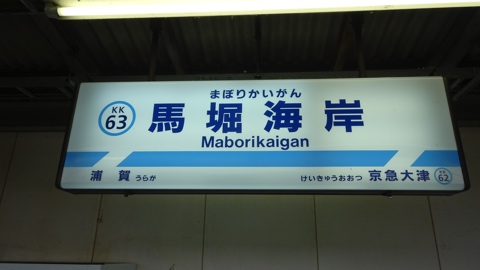 まぼりかいがん
KK
63
馬堀海岸
Maborikaigan
浦賀 うらが
けいきゅうおおつ 京急大津 KK 62